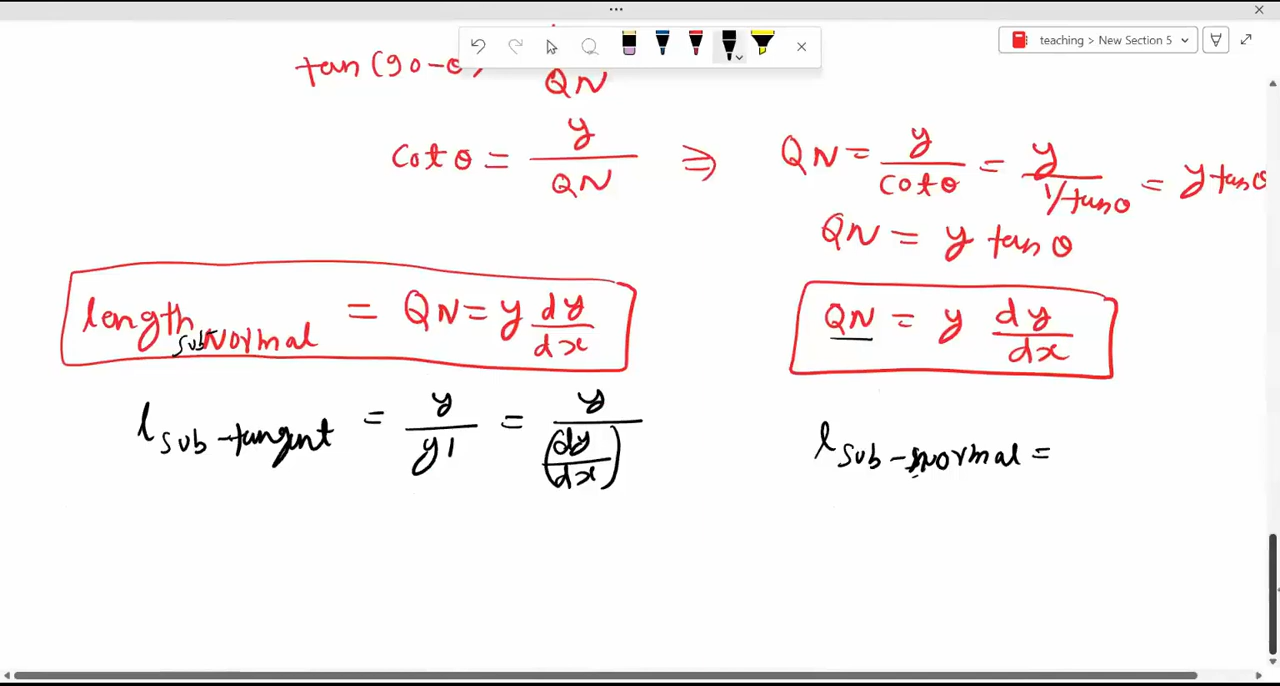 teaching > New Section 5
tan (90-θ)
QN
cot θ = y/QN ⇒ QN = y/cot θ = y/(1/tan θ) = y tan θ
QN = y tan θ
length sub Normal = QN = y dy/dx
QN = y dy/dx
l sub-tangent = y/y1 = y/(dy/dx)
l sub-Normal =